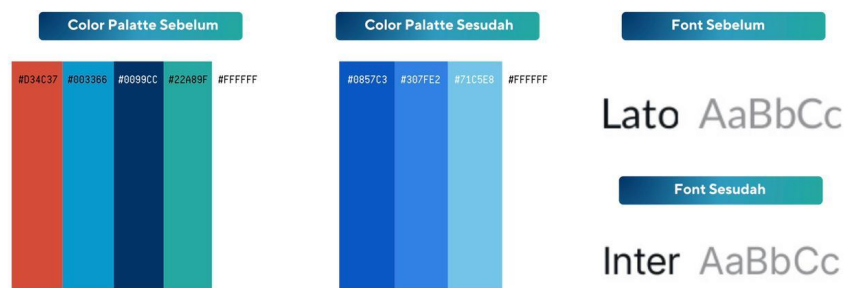 Color Palatte Sebelum
#D34C37 #003366 #0099CC #22A89F #FFFFFF
Color Palatte Sesudah
#0857C3 #307FE2 #71C5E8 #FFFFFF
Font Sebelum
Lato AaBbCc
Font Sesudah
Inter AaBbCc